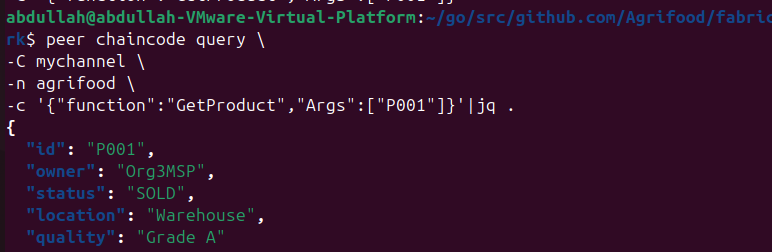 abdullah@abdullah-VMware-Virtual-Platform:~/go/src/github.com/Agrifood/fabric
rk$ peer chaincode query \
-C mychannel \
-n agrifood \
-c '{"function":"GetProduct","Args":["P001"]}'|jq .
{
"id": "P001",
"owner": "Org3MSP",
"status": "SOLD",
"location": "Warehouse",
"quality": "Grade A"